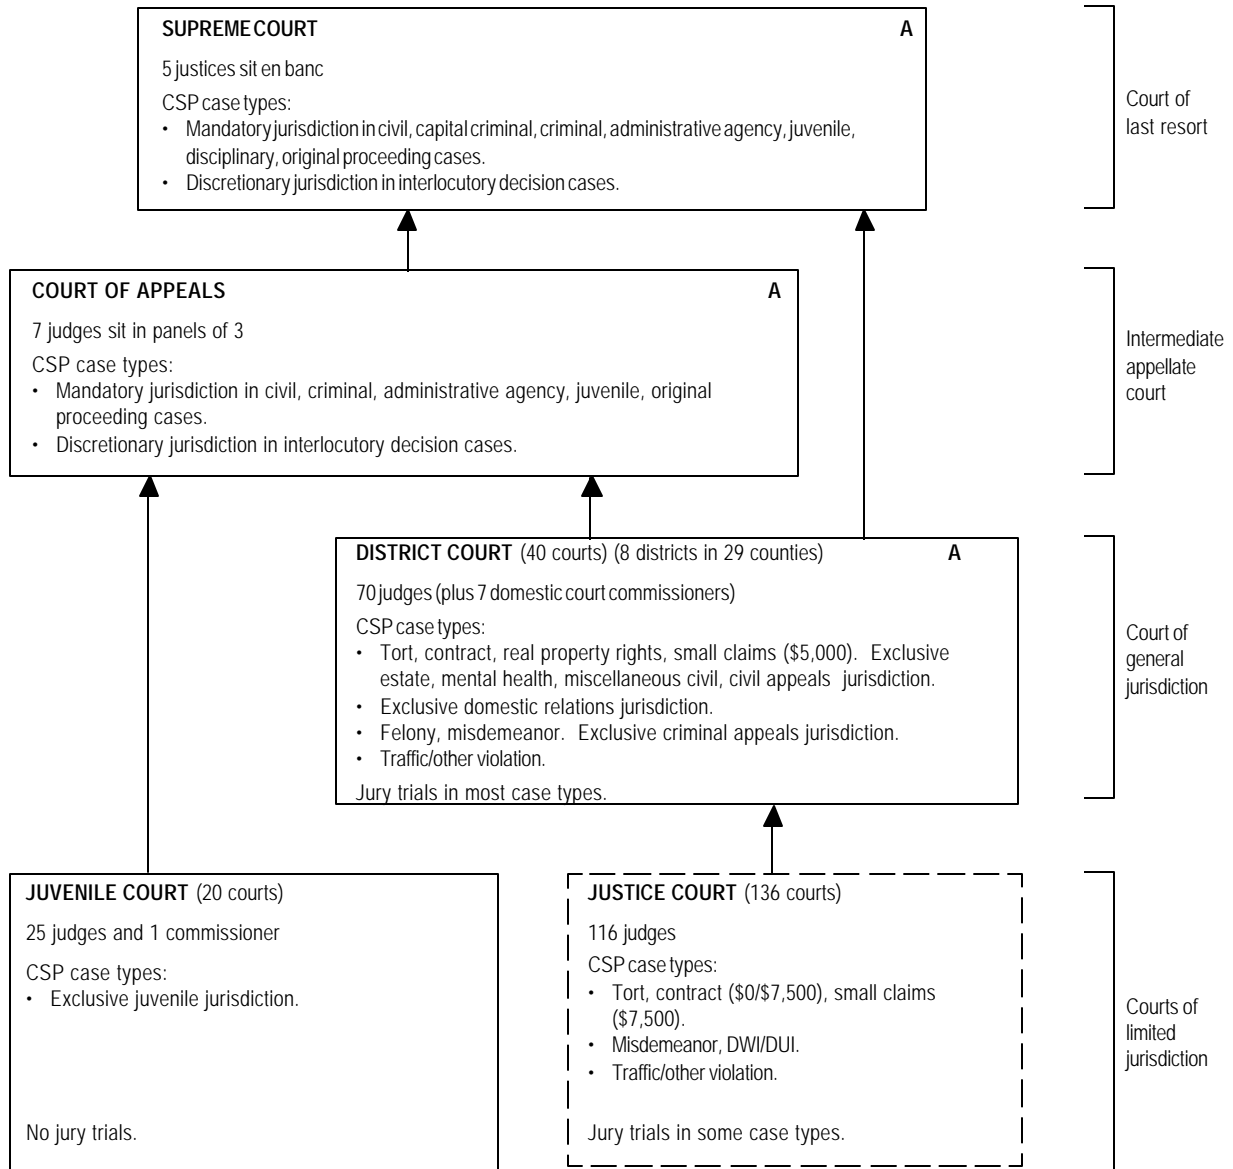 SUPREME COURT A
5 justices sit en banc
CSP case types:
• Mandatory jurisdiction in civil, capital criminal, criminal, administrative agency, juvenile,
disciplinary, original proceeding cases.
• Discretionary jurisdiction in interlocutory decision cases.
Court of
last resort
COURT OF APPEALS A
7 judges sit in panels of 3
CSP case types:
• Mandatory jurisdiction in civil, criminal, administrative agency, juvenile, original
proceeding cases.
• Discretionary jurisdiction in interlocutory decision cases.
Intermediate
appellate
court
DISTRICT COURT (40 courts) (8 districts in 29 counties) A
70 judges (plus 7 domestic court commissioners)
CSP case types:
• Tort, contract, real property rights, small claims ($5,000). Exclusive
estate, mental health, miscellaneous civil, civil appeals jurisdiction.
• Exclusive domestic relations jurisdiction.
• Felony, misdemeanor. Exclusive criminal appeals jurisdiction.
• Traffic/other violation.
Jury trials in most case types.
Court of
general
jurisdiction
JUVENILE COURT (20 courts)
25 judges and 1 commissioner
CSP case types:
• Exclusive juvenile jurisdiction.
No jury trials.
JUSTICE COURT (136 courts)
116 judges
CSP case types:
• Tort, contract ($0/$7,500), small claims
($7,500).
• Misdemeanor, DWI/DUI.
• Traffic/other violation.
Jury trials in some case types.
Courts of
limited
jurisdiction